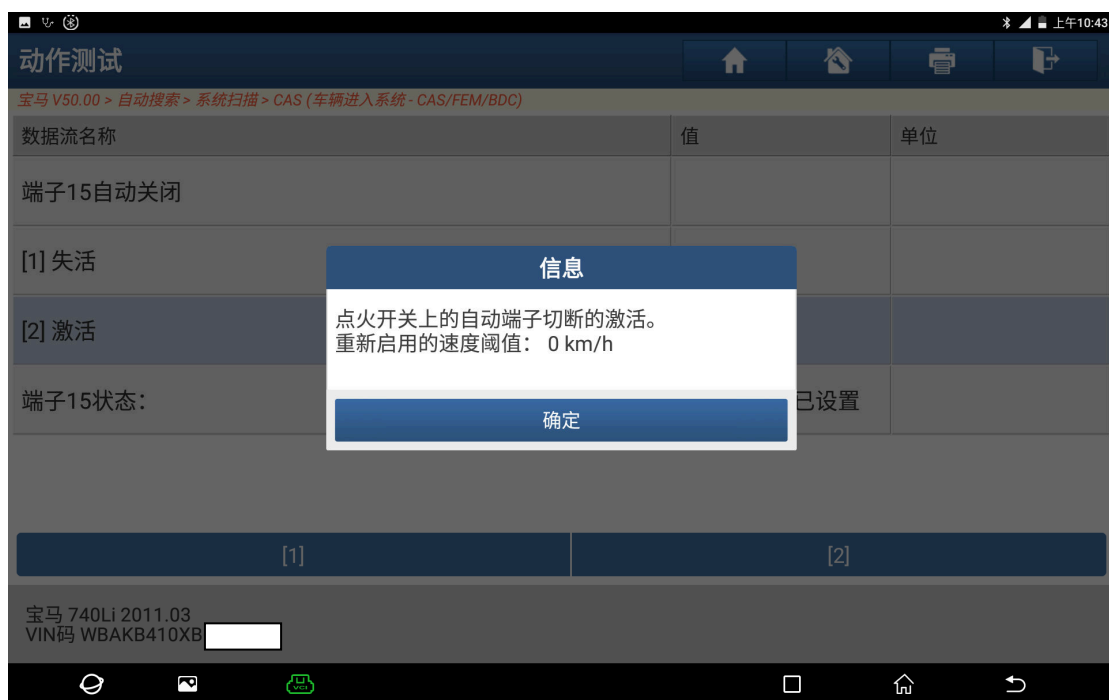 上午10:43
动作测试
宝马 V50.00 > 自动搜索 > 系统扫描 > CAS (车辆进入系统 - CAS/FEM/BDC)
数据流名称 值 单位
端子15自动关闭
[1] 失活
信息
点火开关上的自动端子切断的激活。
[2] 激活
重新启用的速度阈值： 0 km/h
端子15状态： 已设置
确定
[1] [2]
宝马 740Li 2011.03
VIN码 WBAKB410XB
VCI